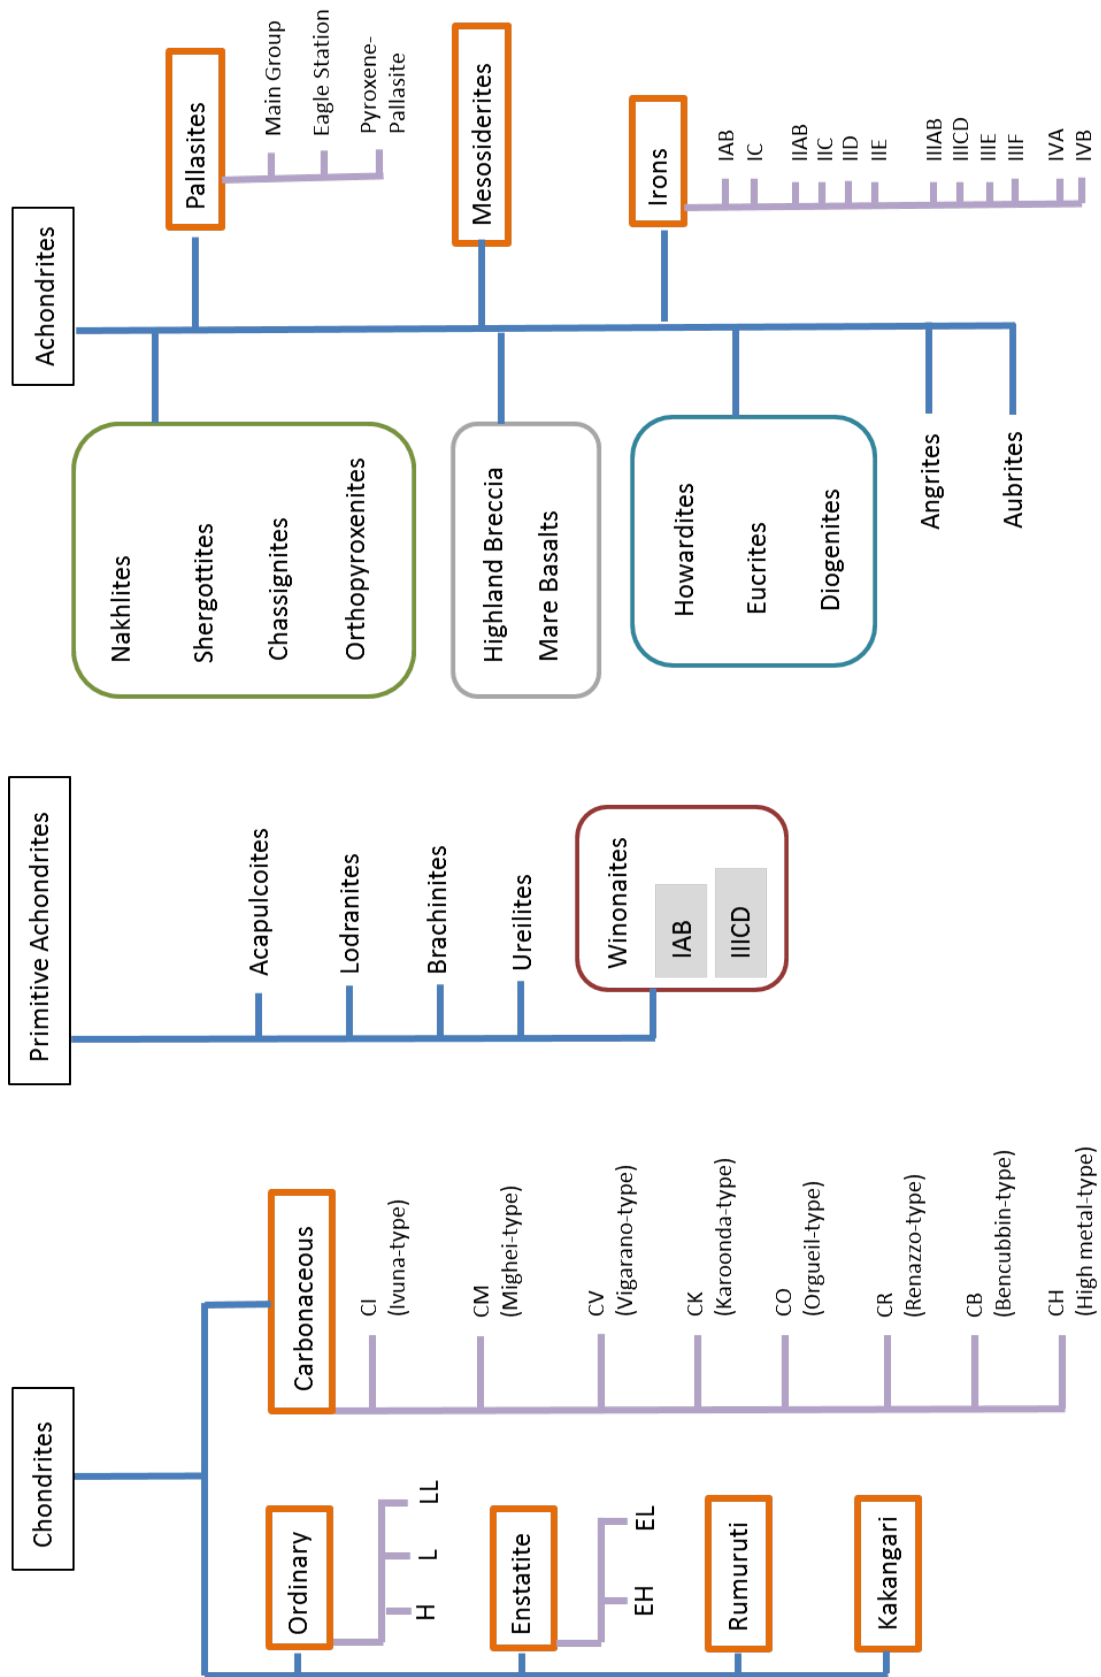 Chondrites
Ordinary
H
L
LL
Enstatite
EH
EL
Rumuruti
Kakangari
Carbonaceous
CI
(Ivuna-type)
CM
(Mighei-type)
CV
(Vigarano-type)
CK
(Karoonda-type)
CO
(Orgueil-type)
CR
(Renazzo-type)
CB
(Bencubbin-type)
CH
(High metal-type)
Primitive Achondrites
Acapulcoites
Lodranites
Brachinites
Ureilites
Winonaites
IAB
IIICD
Achondrites
Nakhlites
Shergottites
Chassignites
Orthopyroxenites
Highland Breccia
Mare Basalts
Howardites
Eucrites
Diogenites
Angrites
Aubrites
Pallasites
Main Group
Eagle Station
Pyroxene-
Pallasite
Mesosiderites
Irons
IAB
IC
IIAB
IIC
IID
IIE
IIIAB
IIICD
IIIE
IIIF
IVA
IVB